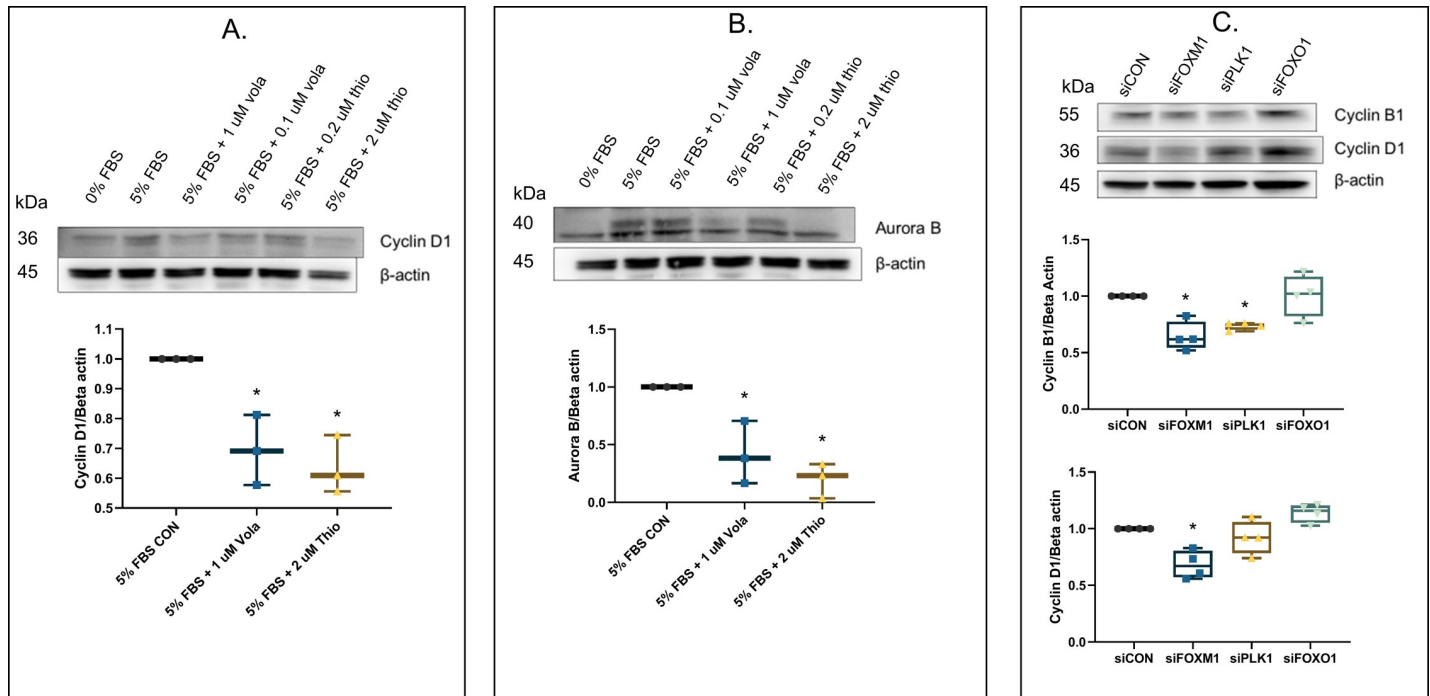 A.
0% FBS
5% FBS
5% FBS + 1 uM vola
5% FBS + 0.1 uM vola
5% FBS + 0.2 uM thio
5% FBS + 2 uM thio
kDa
36
Cyclin D1
45
β-actin
Cyclin D1/Beta actin
1.1
1.0
0.9
0.8
0.7
0.6
0.5
*
*
5% FBS CON
5% FBS + 1 uM Vola
5% FBS + 2 uM Thio
B.
0% FBS
5% FBS
5% FBS + 0.1 uM vola
5% FBS + 1 uM vola
5% FBS + 0.2 uM thio
5% FBS + 2 uM thio
kDa
40
Aurora B
45
β-actin
Aurora B/Beta actin
1.5
1.0
0.5
0.0
*
*
5% FBS CON
5% FBS + 1 uM Vola
5% FBS + 2 uM Thio
C.
siCON
siFOXM1
siPLK1
siFOXO1
kDa
55
Cyclin B1
36
Cyclin D1
45
β-actin
Cyclin B1/Beta Actin
1.5
1.0
0.5
0.0
*
*
siCON siFOXM1 siPLK1 siFOXO1
Cyclin D1/Beta actin
1.5
1.0
0.5
0.0
*
siCON siFOXM1 siPLK1 siFOXO1